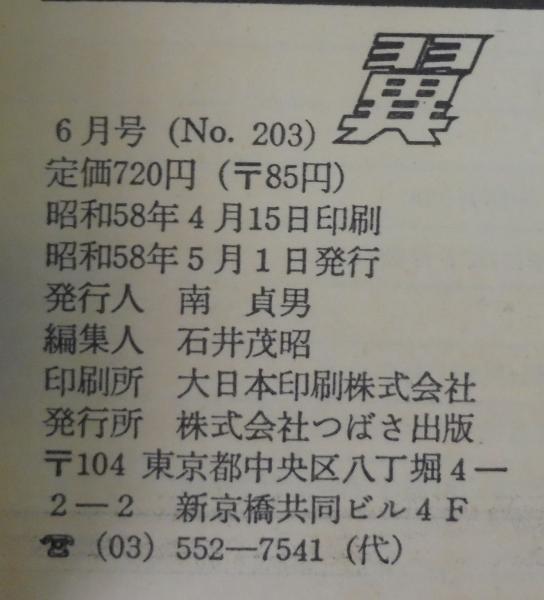 翼
6月号 (No. 203)
定価720円 (〒85円)
昭和58年4月15日印刷
昭和58年5月1日発行
発行人 南 貞男
編集人 石井茂昭
印刷所 大日本印刷株式会社
発行所 株式会社つばさ出版
〒104 東京都中央区八丁堀4−
2−2 新京橋共同ビル4F
☎ (03) 552−7541 (代)